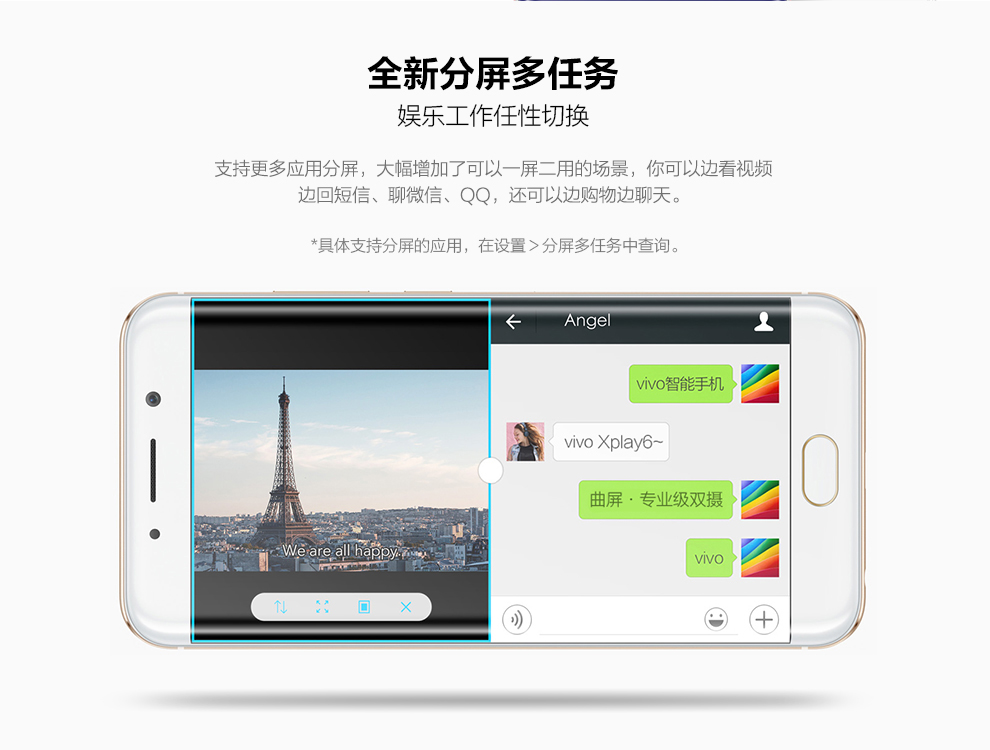 全新分屏多任务
娱乐工作任性切换
支持更多应用分屏，大幅增加了可以一屏二用的场景，你可以边看视频
边回短信、聊微信、QQ，还可以边购物边聊天。
*具体支持分屏的应用，在设置＞分屏多任务中查询。
Angel
vivo智能手机
vivo Xplay6~
曲屏·专业级双摄
vivo
We are all happy...